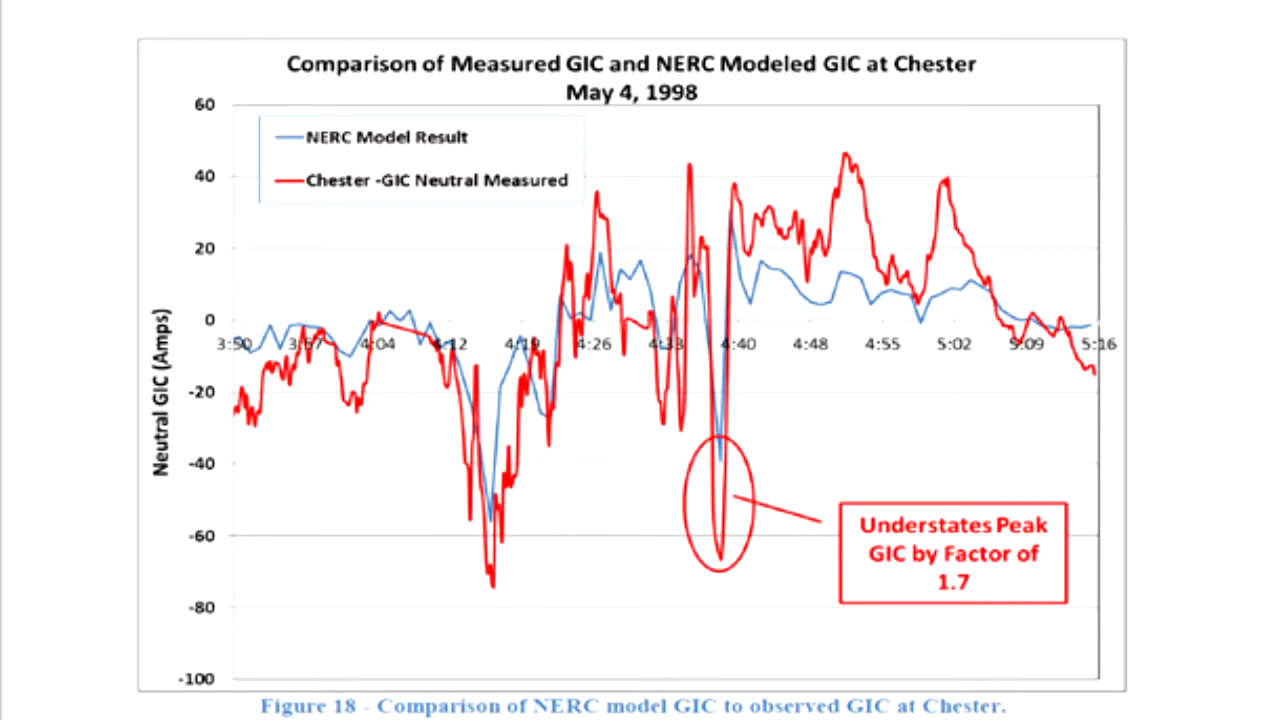 Comparison of Measured GIC and NERC Modeled GIC at Chester
May 4, 1998
60
NERC Model Result
40
Chester -GIC Neutral Measured
20
0
3:50 3:57 4:04 4:12 4:19 4:26 4:33 4:40 4:48 4:55 5:02 5:09 5:16
-20
-40
-60
-80
-100
Neutral GIC (Amps)
Understates Peak
GIC by Factor of
1.7
Figure 18 - Comparison of NERC model GIC to observed GIC at Chester.